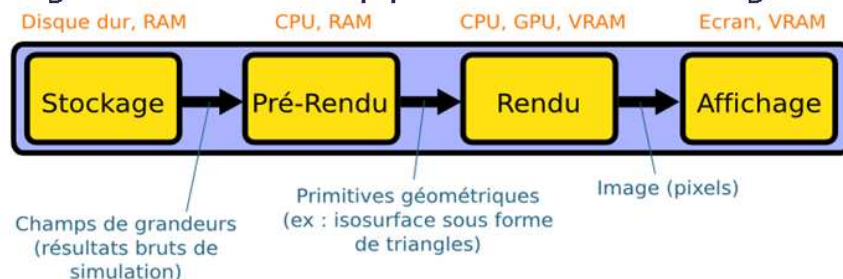 Disque dur, RAM
CPU, RAM
CPU, GPU, VRAM
Ecran, VRAM
Stockage
Pré-Rendu
Rendu
Affichage
Champs de grandeurs
(résultats bruts de
simulation)
Primitives géométriques
(ex : isosurface sous forme
de triangles)
Image (pixels)